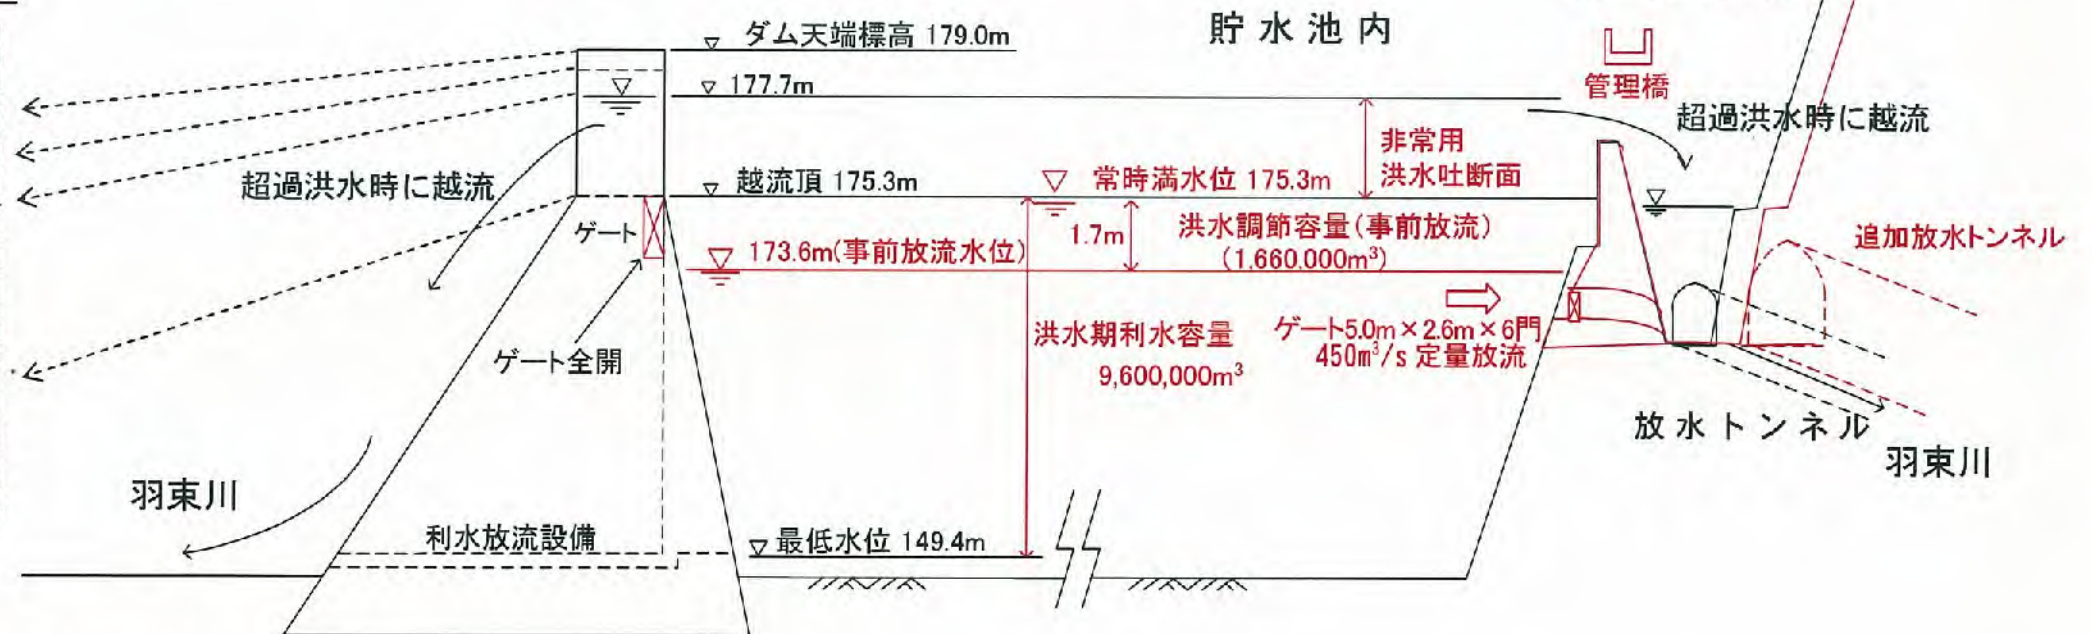 ダム天端標高 179.0m
貯水池内
177.7m
管理橋
超過洪水時に越流
非常用
洪水吐断面
超過洪水時に越流
越流頂 175.3m
常時満水位 175.3m
ゲート
1.7m
洪水調節容量(事前放流)
(1,660,000m³)
173.6m(事前放流水位)
追加放水トンネル
洪水期利水容量
9,600,000m³
ゲート5.0m×2.6m×6門
450m³/s 定量放流
ゲート全開
放水トンネル
羽束川
羽束川
利水放流設備
最低水位 149.4m